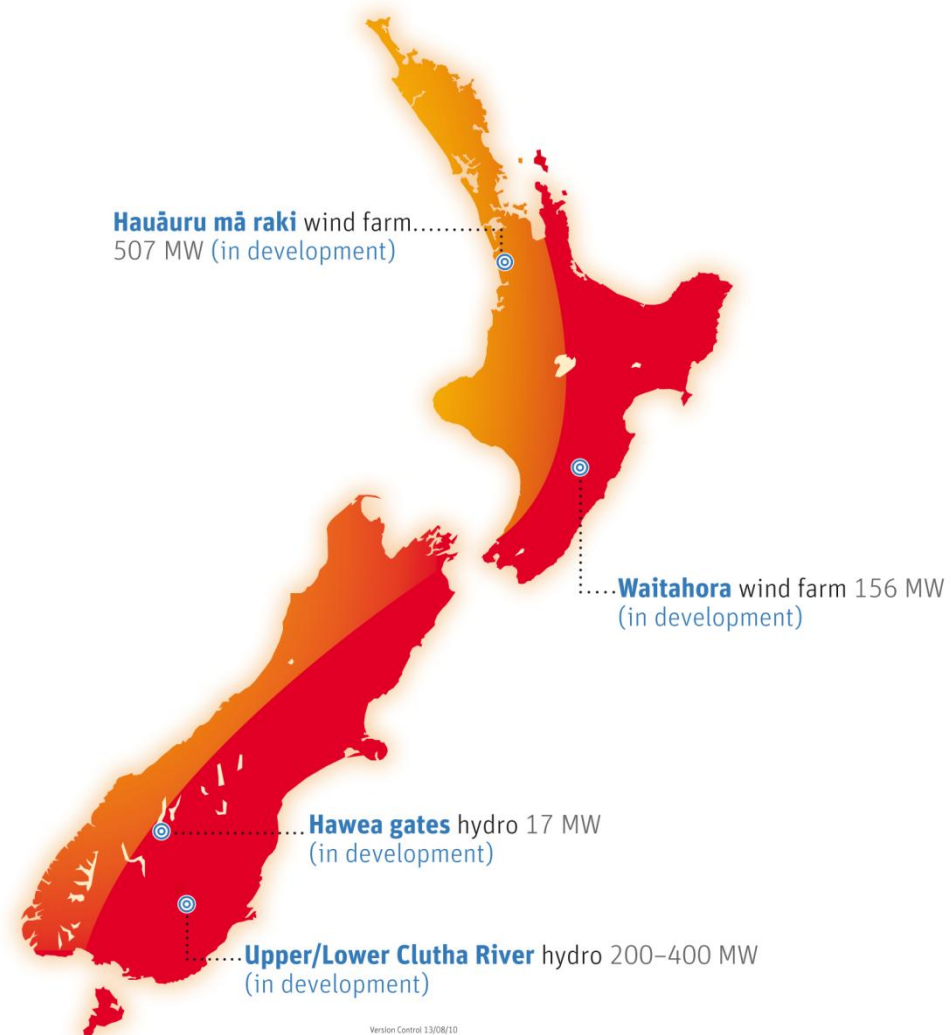 Hauāuru mā raki wind farm
507 MW (in development)
Waitahora wind farm 156 MW
(in development)
Hawea gates hydro 17 MW
(in development)
Upper/Lower Clutha River hydro 200–400 MW
(in development)
Version Control 13/08/10